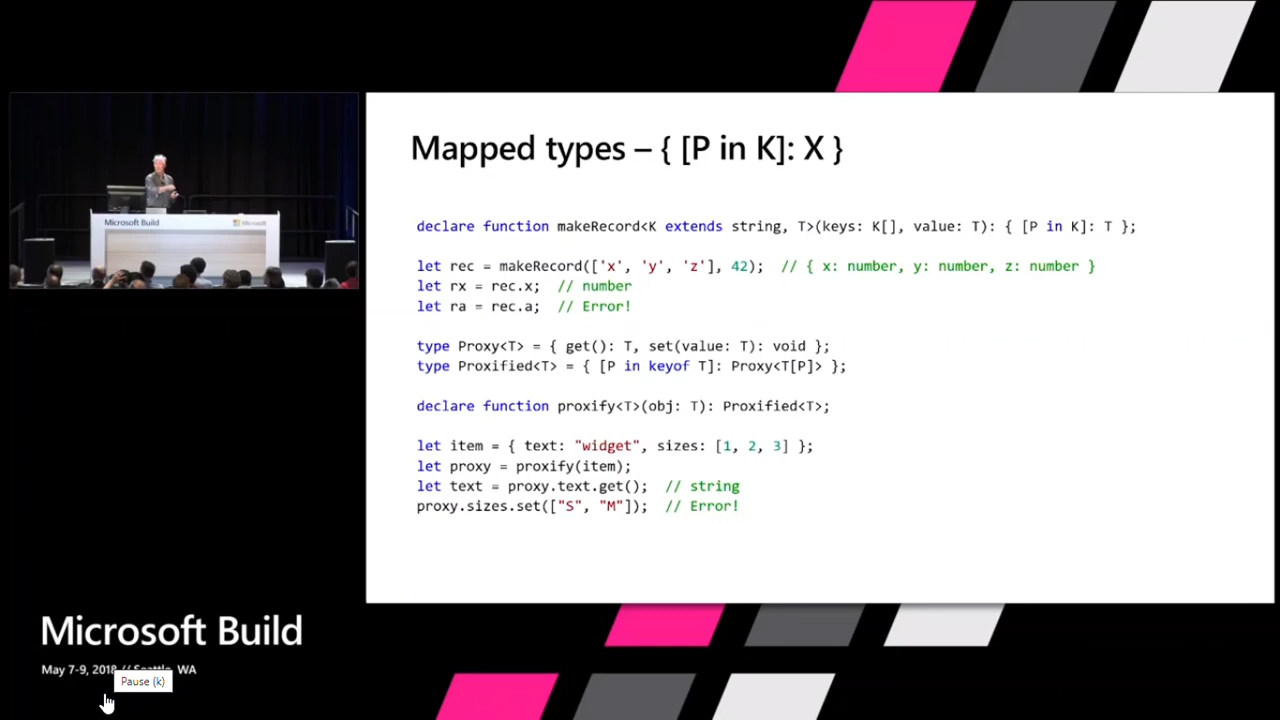 Microsoft Build
Microsoft
Mapped types – { [P in K]: X }
declare function makeRecord<K extends string, T>(keys: K[], value: T): { [P in K]: T };
let rec = makeRecord(['x', 'y', 'z'], 42);  // { x: number, y: number, z: number }
let rx = rec.x;  // number
let ra = rec.a;  // Error!
type Proxy<T> = { get(): T, set(value: T): void };
type Proxified<T> = { [P in keyof T]: Proxy<T[P]> };
declare function proxify<T>(obj: T): Proxified<T>;
let item = { text: "widget", sizes: [1, 2, 3] };
let proxy = proxify(item);
let text = proxy.text.get();  // string
proxy.sizes.set(["S", "M"]);  // Error!
Microsoft Build
May 7-9, 2018 // Seattle, WA
Pause (k)